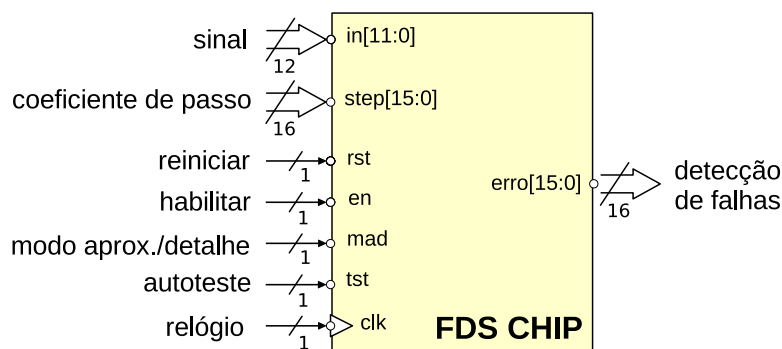 sinal 12 in[11:0]
coeficiente de passo 16 step[15:0]
reiniciar 1 rst
habilitar 1 en
modo aprox./detalhe 1 mad
autoteste 1 tst
relógio 1 clk
erro[15:0] 16 detecção
de falhas
FDS CHIP